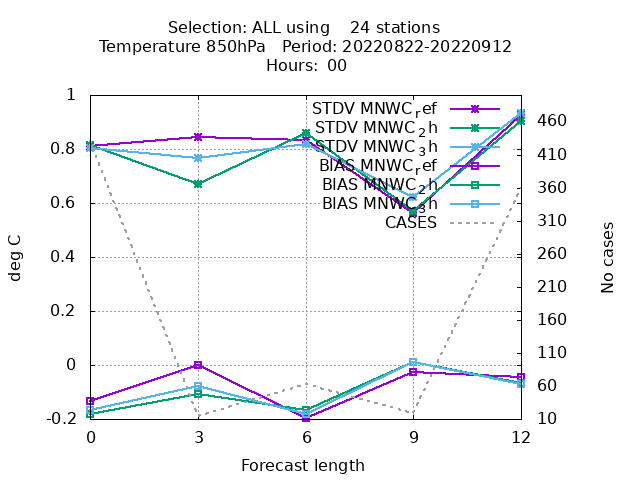 Selection: ALL using    24 stations
Temperature 850hPa   Period: 20220822-20220912
Hours: 00
1
0.8
0.6
0.4
0.2
0
-0.2
deg C
STDV MNWC_ref
STDV MNWC_2h
STDV MNWC_3h
BIAS MNWC_ref
BIAS MNWC_2h
BIAS MNWC_3h
CASES
460
410
360
310
260
210
160
110
60
10
No cases
0 3 6 9 12
Forecast length